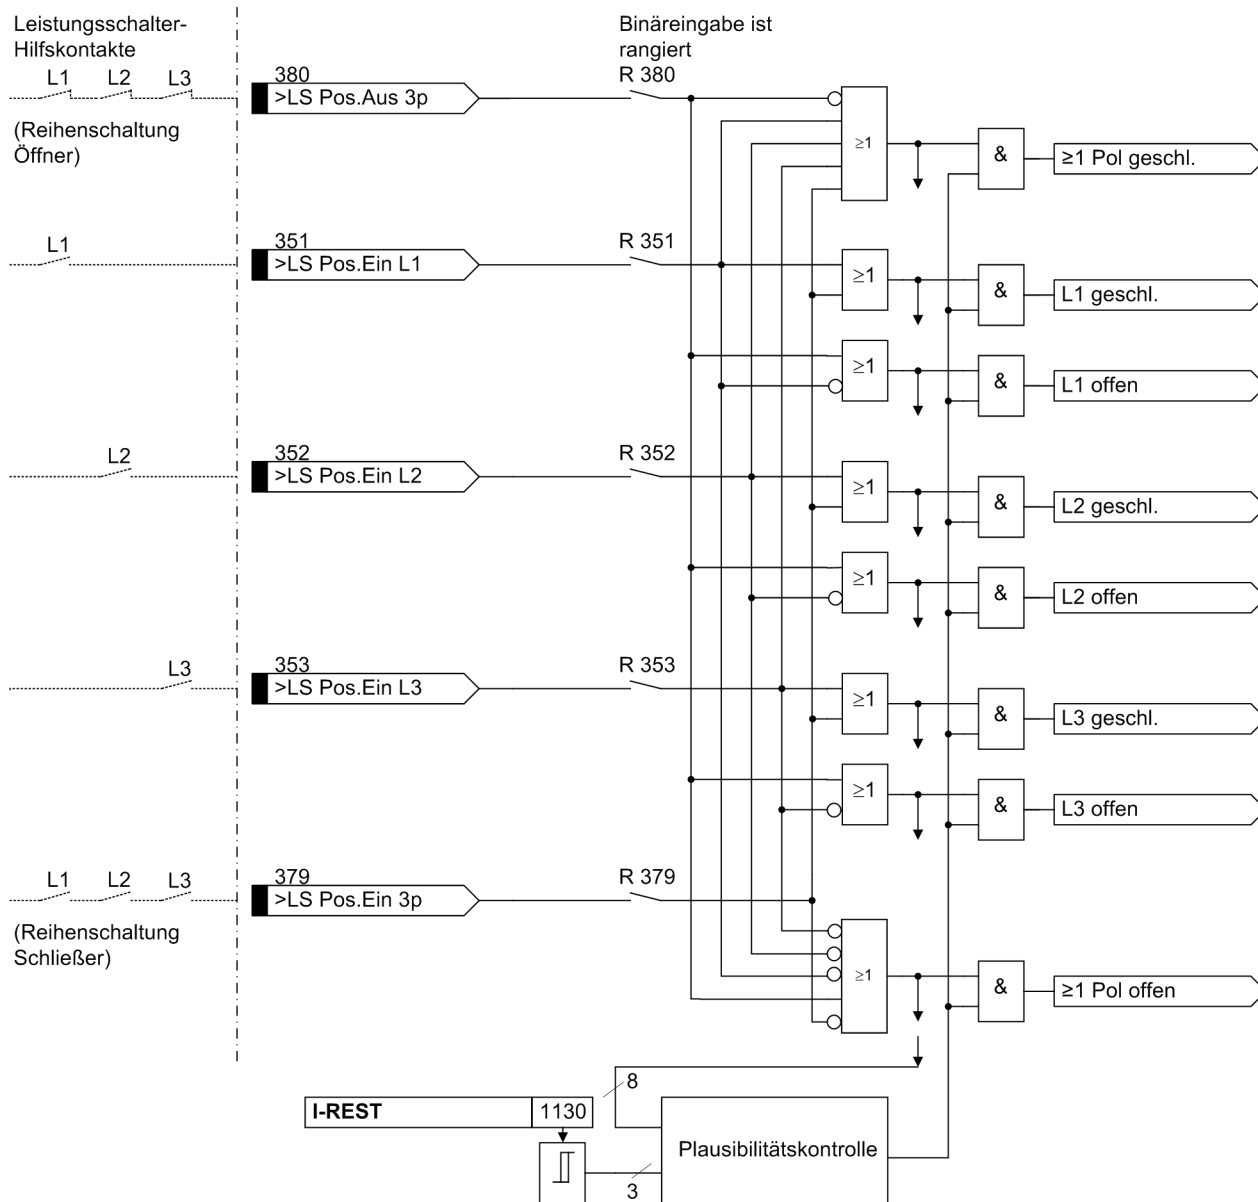 Leistungsschalter-
Hilfskontakte
Binäreingabe ist
rangiert
L1 L2 L3
380
>LS Pos.Aus 3p
R 380
(Reihenschaltung
Öffner)
≥1
&
≥1 Pol geschl.
L1
351
>LS Pos.Ein L1
R 351
≥1
&
L1 geschl.
≥1
&
L1 offen
L2
352
>LS Pos.Ein L2
R 352
≥1
&
L2 geschl.
≥1
&
L2 offen
L3
353
>LS Pos.Ein L3
R 353
≥1
&
L3 geschl.
≥1
&
L3 offen
L1 L2 L3
379
>LS Pos.Ein 3p
R 379
(Reihenschaltung
Schließer)
≥1
&
≥1 Pol offen
8
I-REST 1130
Plausibilitätskontrolle
3